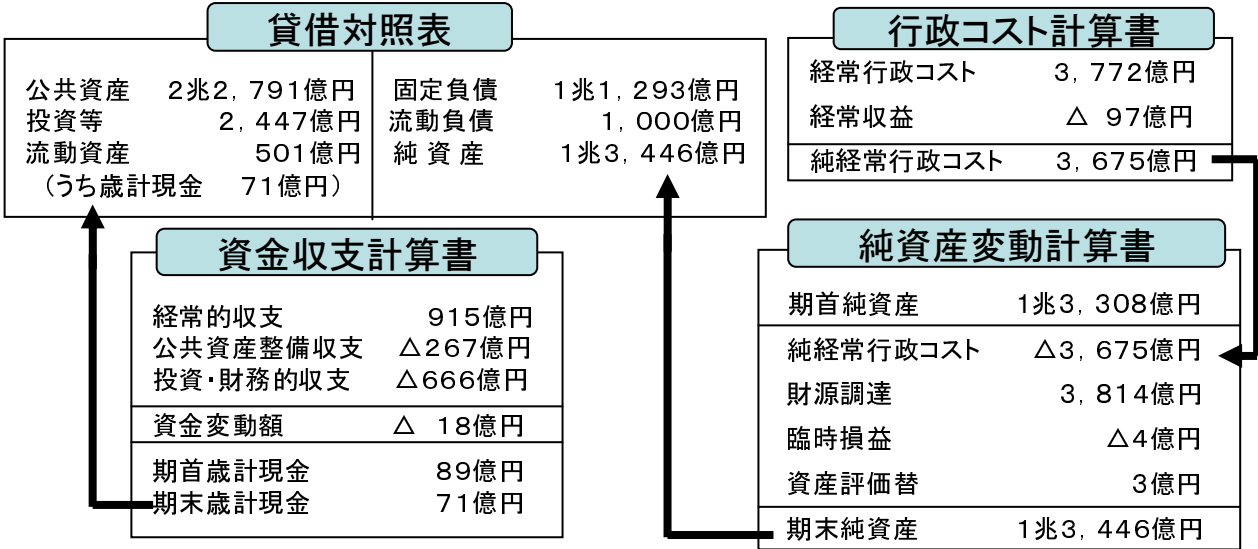 貸借対照表
公共資産 2兆2,791億円
投資等 2,447億円
流動資産 501億円
(うち歳計現金 71億円)
固定負債 1兆1,293億円
流動負債 1,000億円
純資産 1兆3,446億円
行政コスト計算書
経常行政コスト 3,772億円
経常収益 △ 97億円
純経常行政コスト 3,675億円
資金収支計算書
経常的収支 915億円
公共資産整備収支 △267億円
投資・財務的収支 △666億円
資金変動額 △ 18億円
期首歳計現金 89億円
期末歳計現金 71億円
純資産変動計算書
期首純資産 1兆3,308億円
純経常行政コスト △3,675億円
財源調達 3,814億円
臨時損益 △4億円
資産評価替 3億円
期末純資産 1兆3,446億円